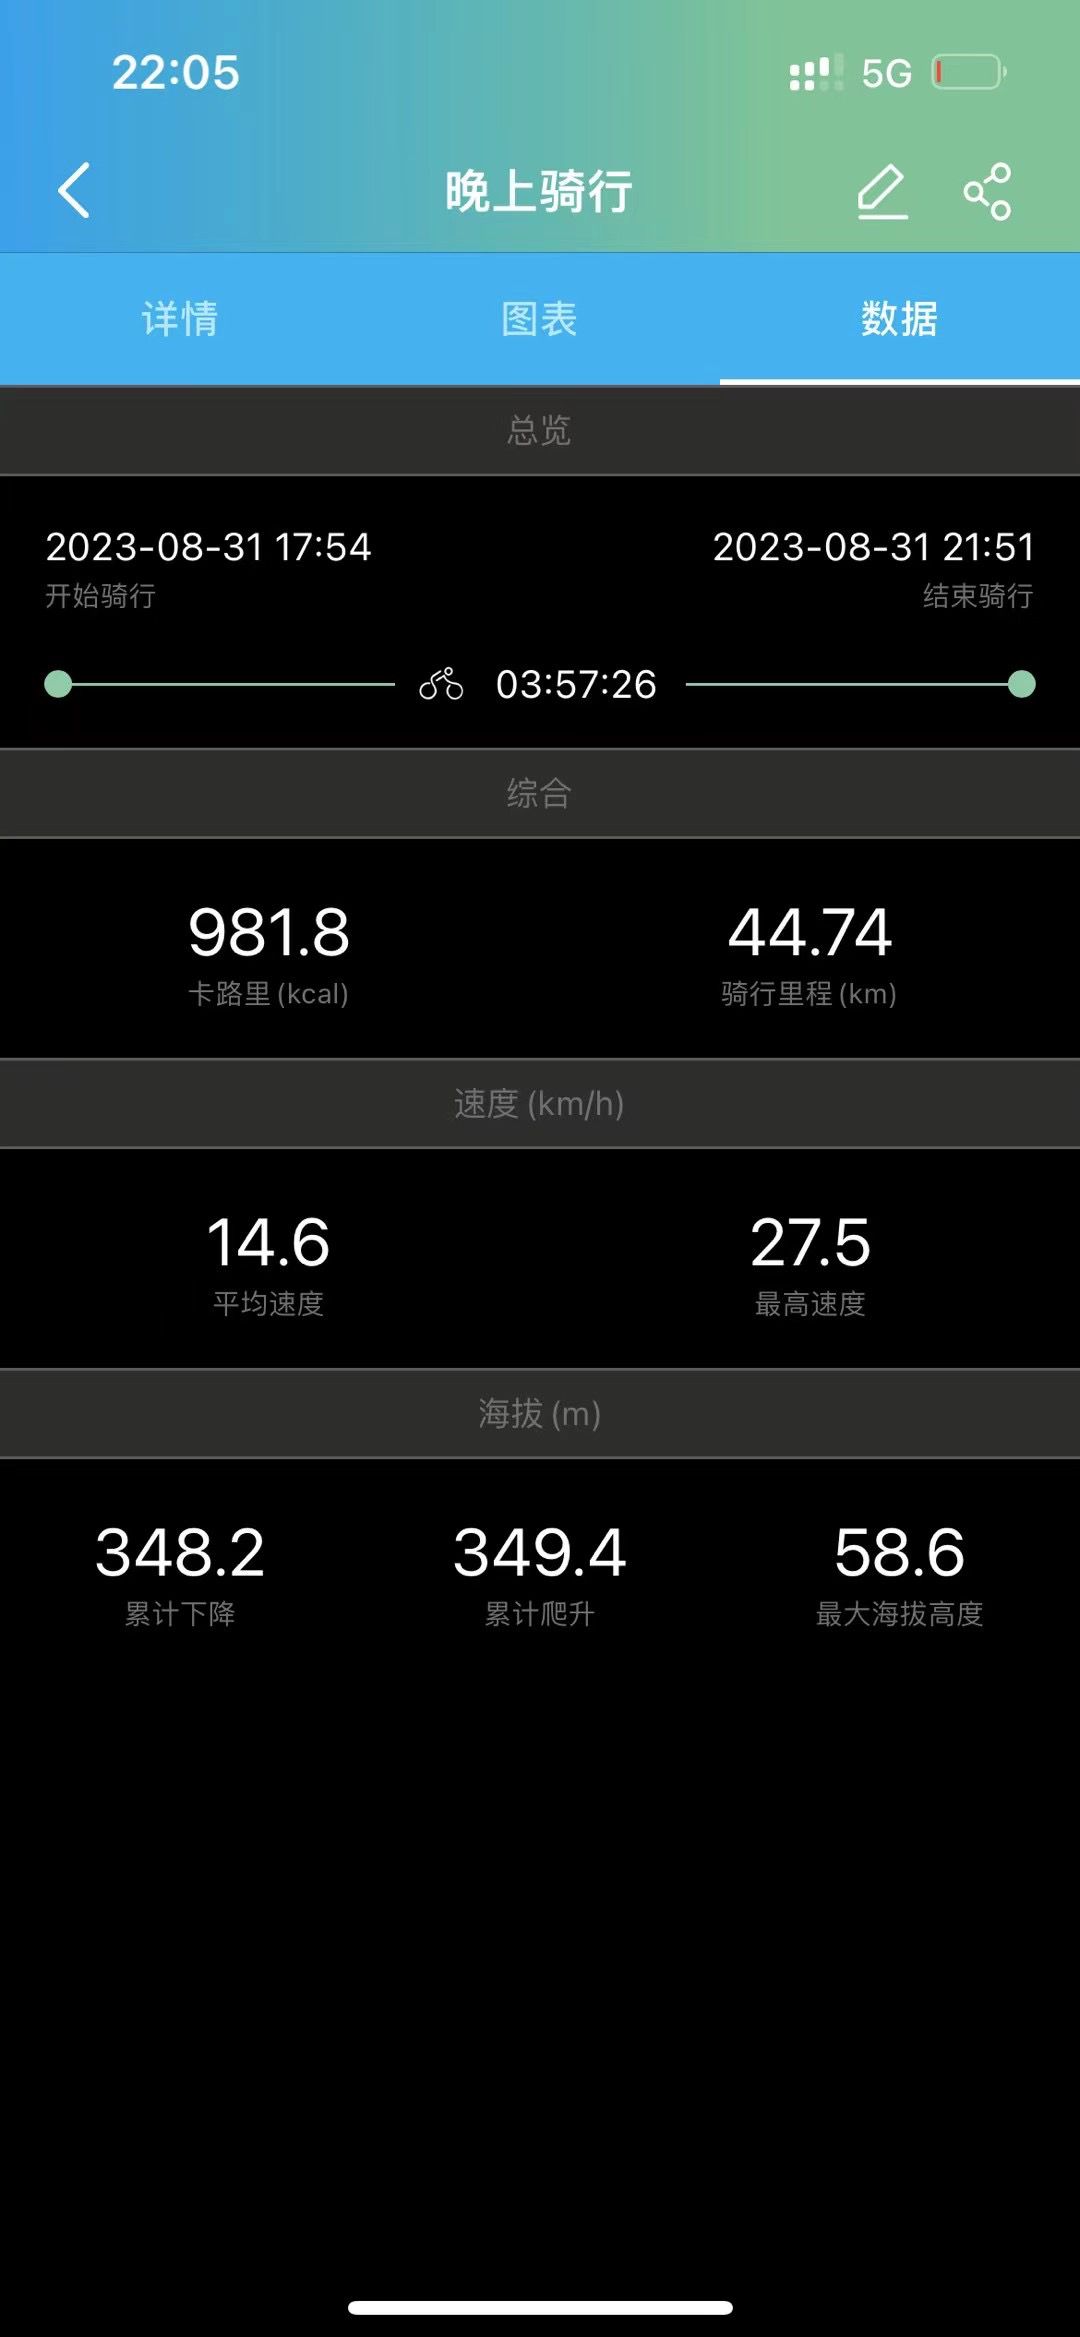 22:05 5G
晚上骑行
详情 图表 数据
总览
2023-08-31 17:54 2023-08-31 21:51
开始骑行 结束骑行
03:57:26
综合
981.8 44.74
卡路里(kcal) 骑行里程(km)
速度(km/h)
14.6 27.5
平均速度 最高速度
海拔(m)
348.2 349.4 58.6
累计下降 累计爬升 最大海拔高度